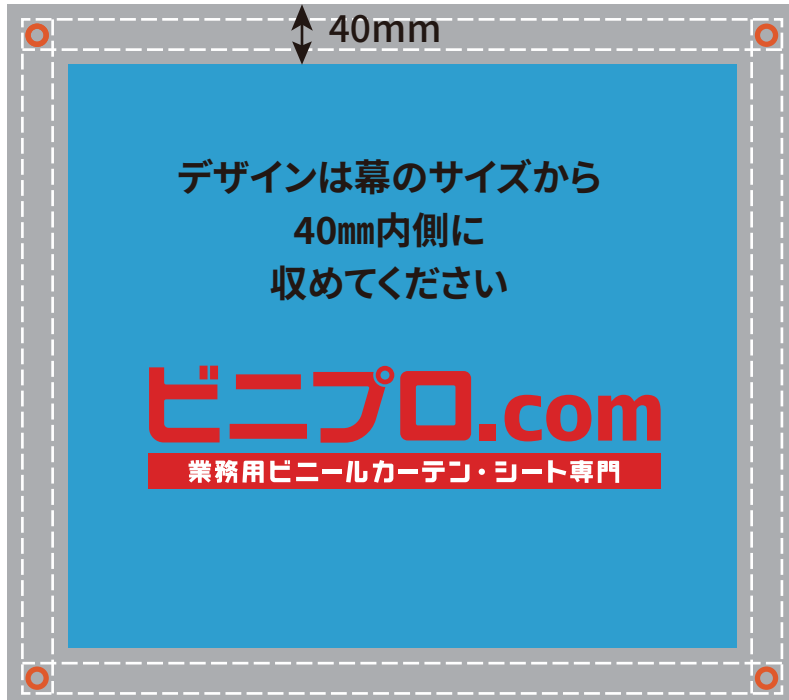 40mm
デザインは幕のサイズから
40㎜内側に
収めてください
ビニプロ.com
業務用ビニールカーテン・シート専門